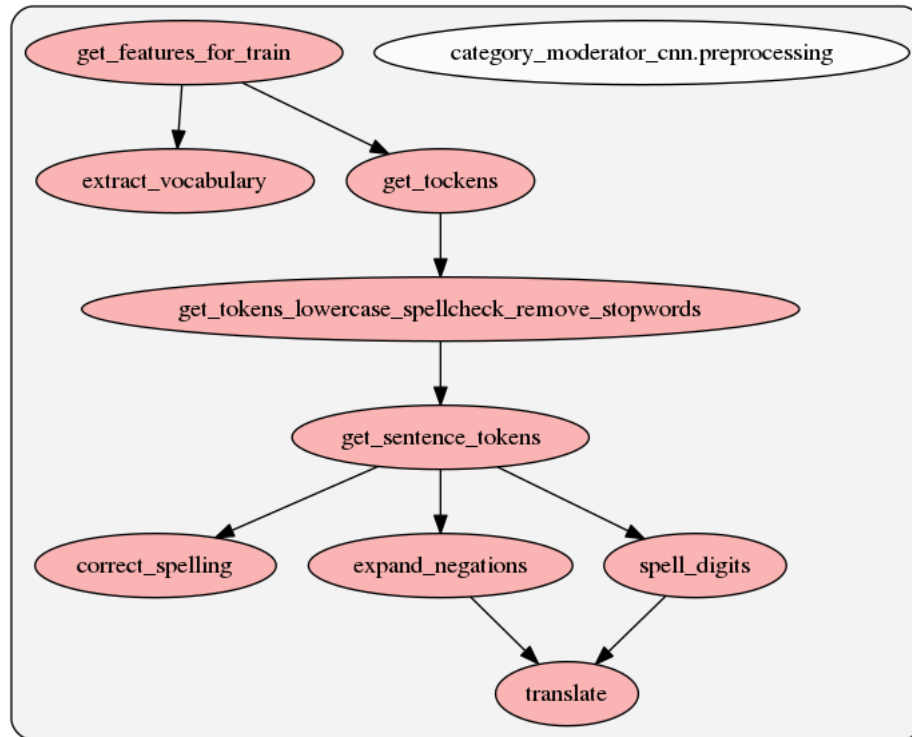 get_features_for_train
category_moderator_cnn.preprocessing
extract_vocabulary
get_tockens
get_tokens_lowercase_spellcheck_remove_stopwords
get_sentence_tokens
correct_spelling
expand_negations
spell_digits
translate